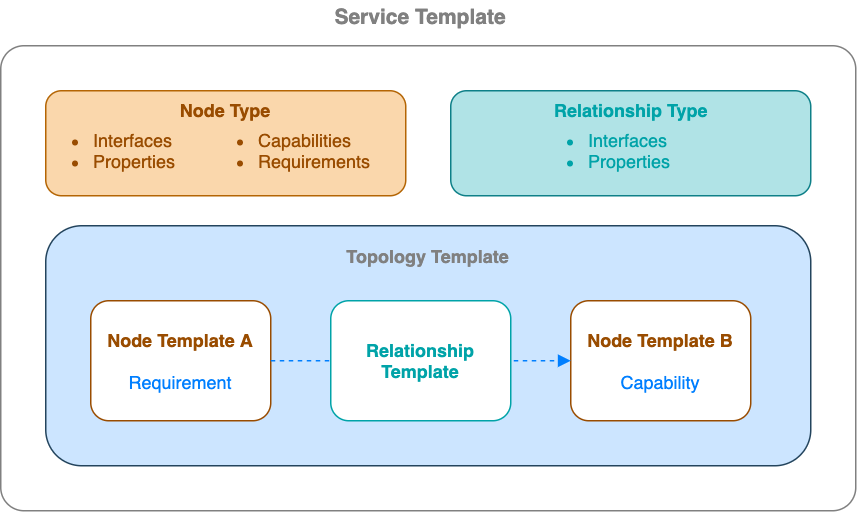 Service Template
Node Type
• Interfaces
• Properties
• Capabilities
• Requirements
Relationship Type
• Interfaces
• Properties
Topology Template
Node Template A
Requirement
Relationship
Template
Node Template B
Capability